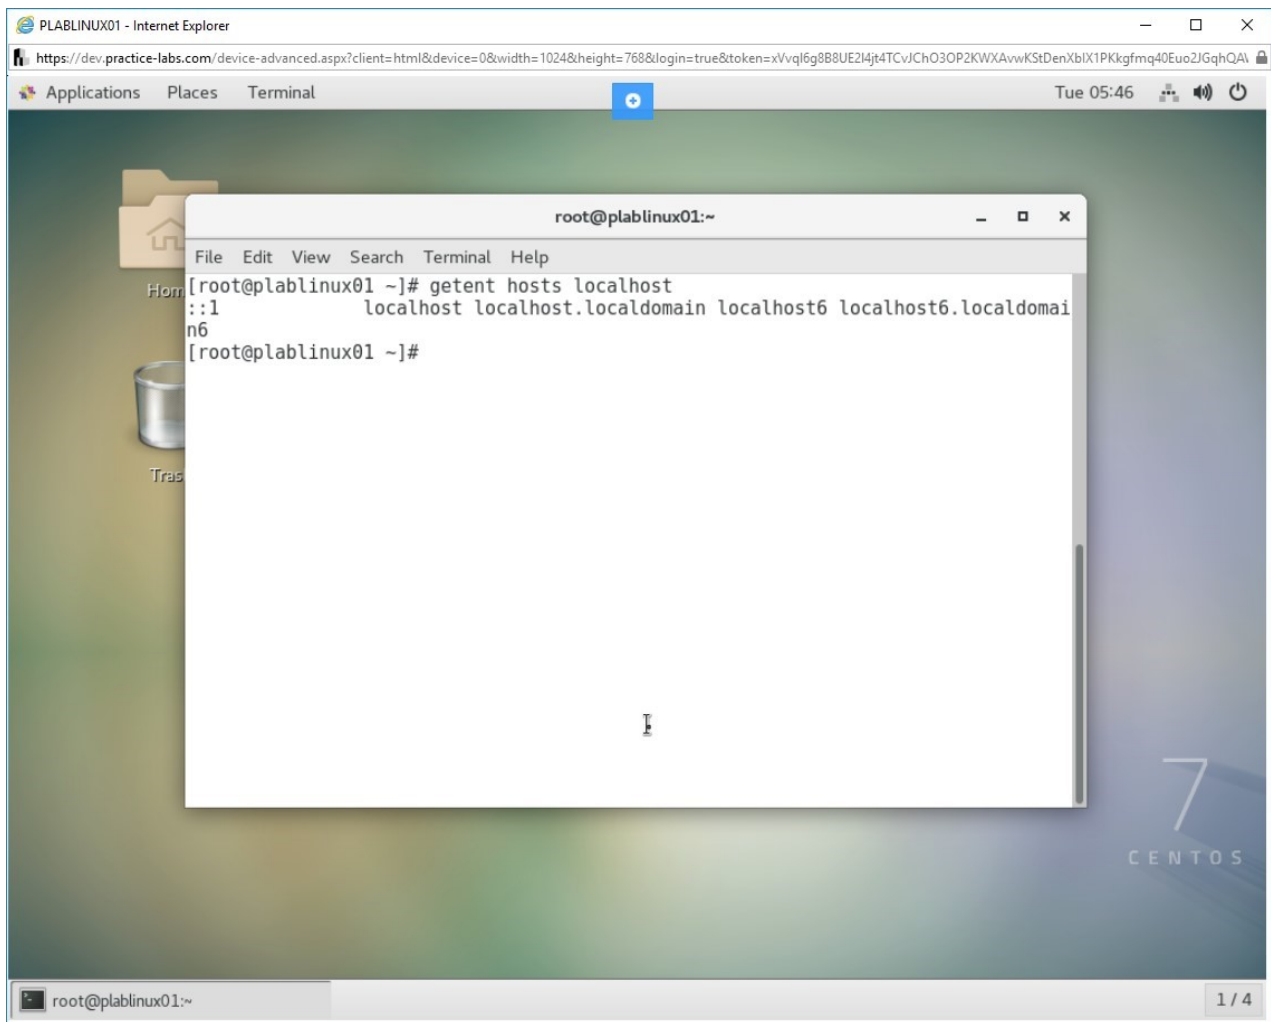 PLABLINUX01 - Internet Explorer
https://dev.practice-labs.com/device-advanced.aspx?client=html&device=0&width=1024&height=768&login=true&token=
Applications Places Terminal Tue 05:46
root@plablinux01:~
File Edit View Search Terminal Help
[root@plablinux01 ~]# getent hosts localhost
::1 localhost localhost.localdomain localhost6 localhost6.localdomai
n6
[root@plablinux01 ~]#
Hom
Tras
7
CENTOS
root@plablinux01:~
1 / 4